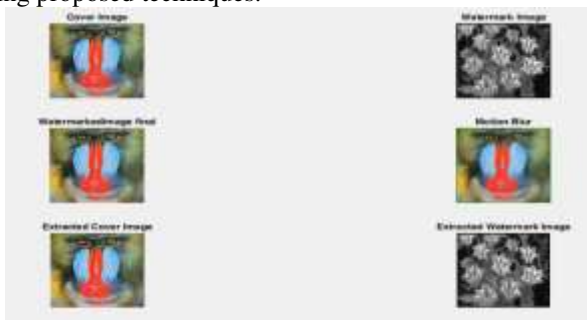 ing proposed techniques.
Cover Image
Watermark Image
WatermarkedImage final
Motion Blur
Extracted Cover Image
Extracted Watermark Image